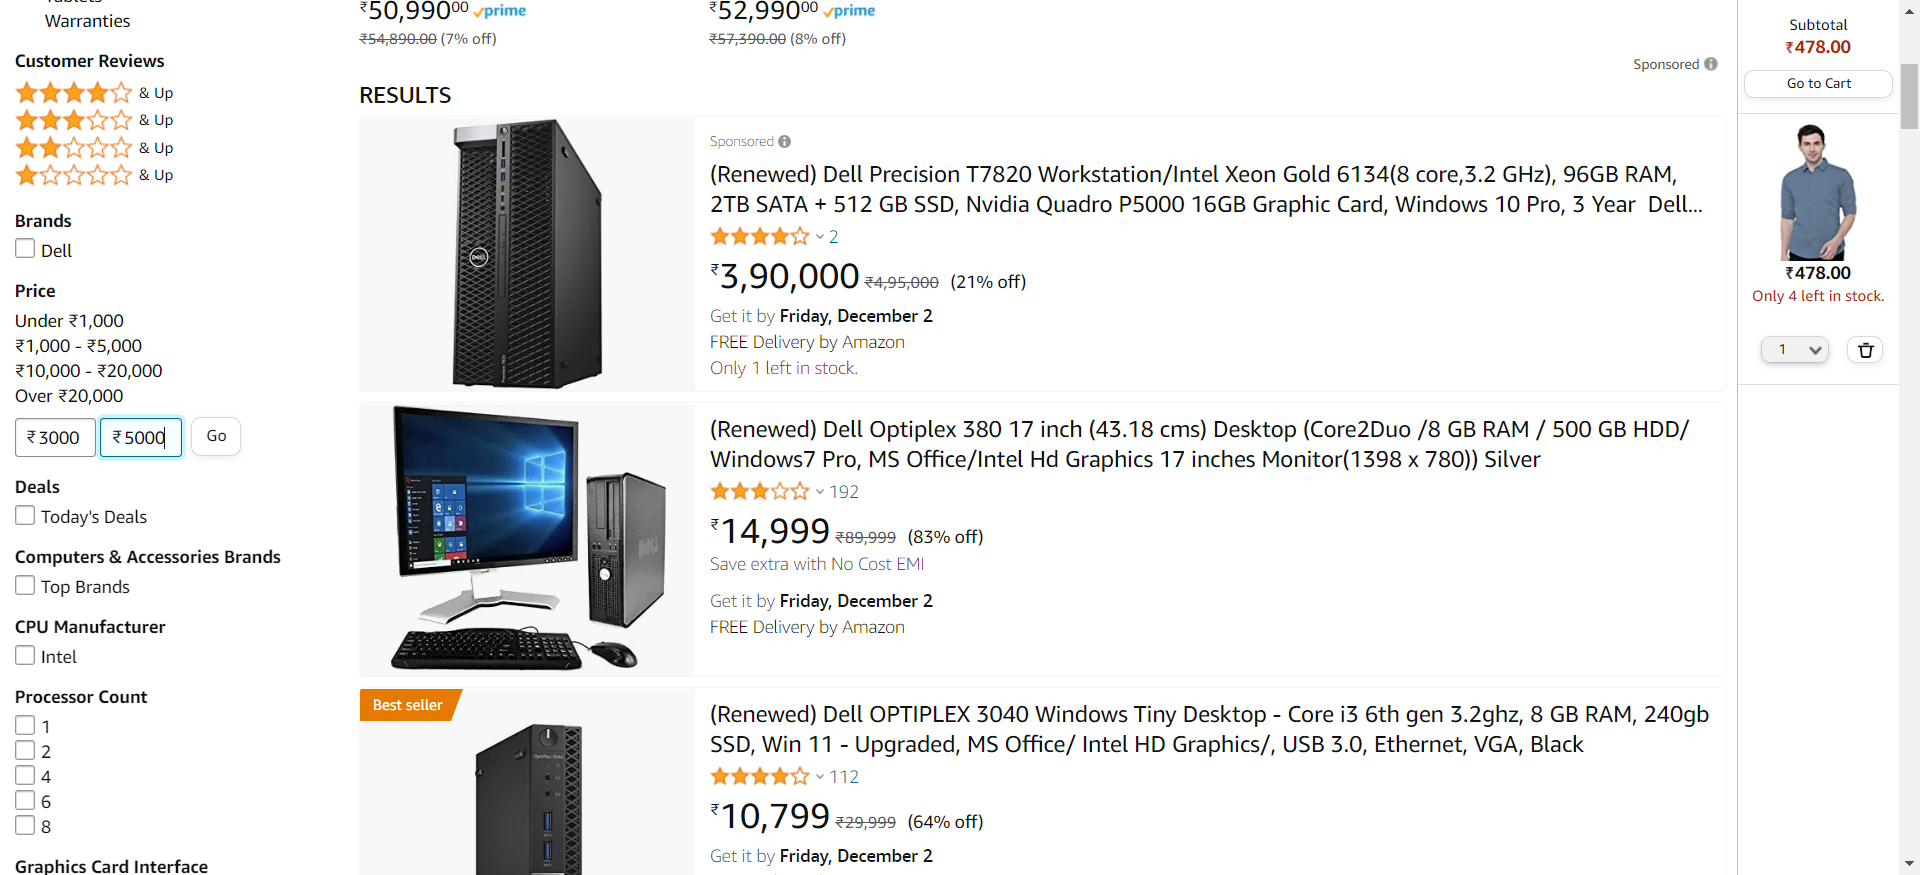 Tablets
Warranties
Customer Reviews
& Up
& Up
& Up
& Up
Brands
Dell
Price
Under ₹1,000
₹1,000 - ₹5,000
₹10,000 - ₹20,000
Over ₹20,000
₹ 3000 ₹ 5000 Go
Deals
Today's Deals
Computers & Accessories Brands
Top Brands
CPU Manufacturer
Intel
Processor Count
1
2
4
6
8
Graphics Card Interface
₹50,990⁰⁰ prime
₹54,890.00 (7% off)
₹52,990⁰⁰ prime
₹57,390.00 (8% off)
Sponsored
RESULTS
Sponsored
(Renewed) Dell Precision T7820 Workstation/Intel Xeon Gold 6134(8 core,3.2 GHz), 96GB RAM,
2TB SATA + 512 GB SSD, Nvidia Quadro P5000 16GB Graphic Card, Windows 10 Pro, 3 Year Dell...
2
₹3,90,000 ₹4,95,000 (21% off)
Get it by Friday, December 2
FREE Delivery by Amazon
Only 1 left in stock.
(Renewed) Dell Optiplex 380 17 inch (43.18 cms) Desktop (Core2Duo /8 GB RAM / 500 GB HDD/
Windows7 Pro, MS Office/Intel Hd Graphics 17 inches Monitor(1398 x 780)) Silver
192
₹14,999 ₹89,999 (83% off)
Save extra with No Cost EMI
Get it by Friday, December 2
FREE Delivery by Amazon
Best seller
(Renewed) Dell OPTIPLEX 3040 Windows Tiny Desktop - Core i3 6th gen 3.2ghz, 8 GB RAM, 240gb
SSD, Win 11 - Upgraded, MS Office/ Intel HD Graphics/, USB 3.0, Ethernet, VGA, Black
112
₹10,799 ₹29,999 (64% off)
Get it by Friday, December 2
Subtotal
₹478.00
Go to Cart
₹478.00
Only 4 left in stock.
1